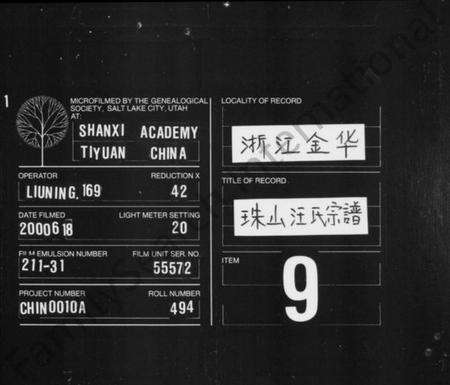 1
MICROFILMED BY THE GENEALOGICAL
SOCIETY, SALT LAKE CITY, UTAH
AT:
SHANXI ACADEMY
TIYUAN CHINA
OPERATOR REDUCTION X
LIUNING. 169 42
DATE FILMED LIGHT METER SETTING
2000 6 18 20
FILM EMULSION NUMBER FILM UNIT SER. NO.
211-31 55572
PROJECT NUMBER ROLL NUMBER
CHIN0010A 494
LOCALITY OF RECORD
浙江金华
TITLE OF RECORD
珠山汪氏宗譜
ITEM
9